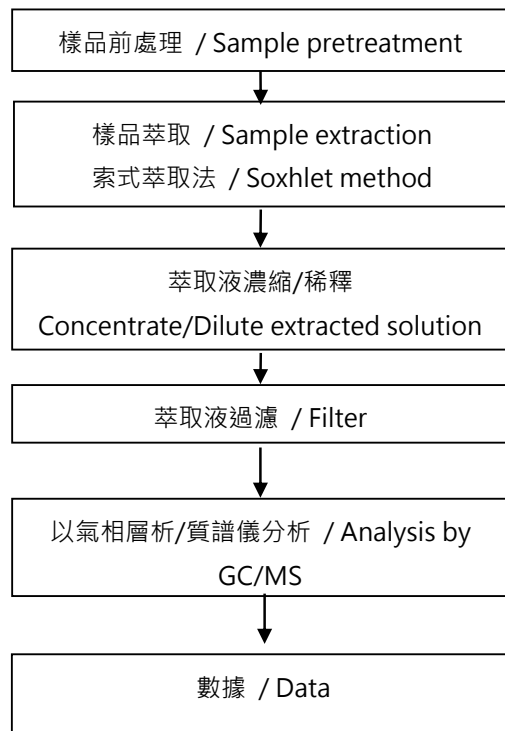 樣品前處理 / Sample pretreatment
樣品萃取 / Sample extraction
索式萃取法 / Soxhlet method
萃取液濃縮/稀釋
Concentrate/Dilute extracted solution
萃取液過濾 / Filter
以氣相層析/質譜儀分析 / Analysis by
GC/MS
數據 / Data